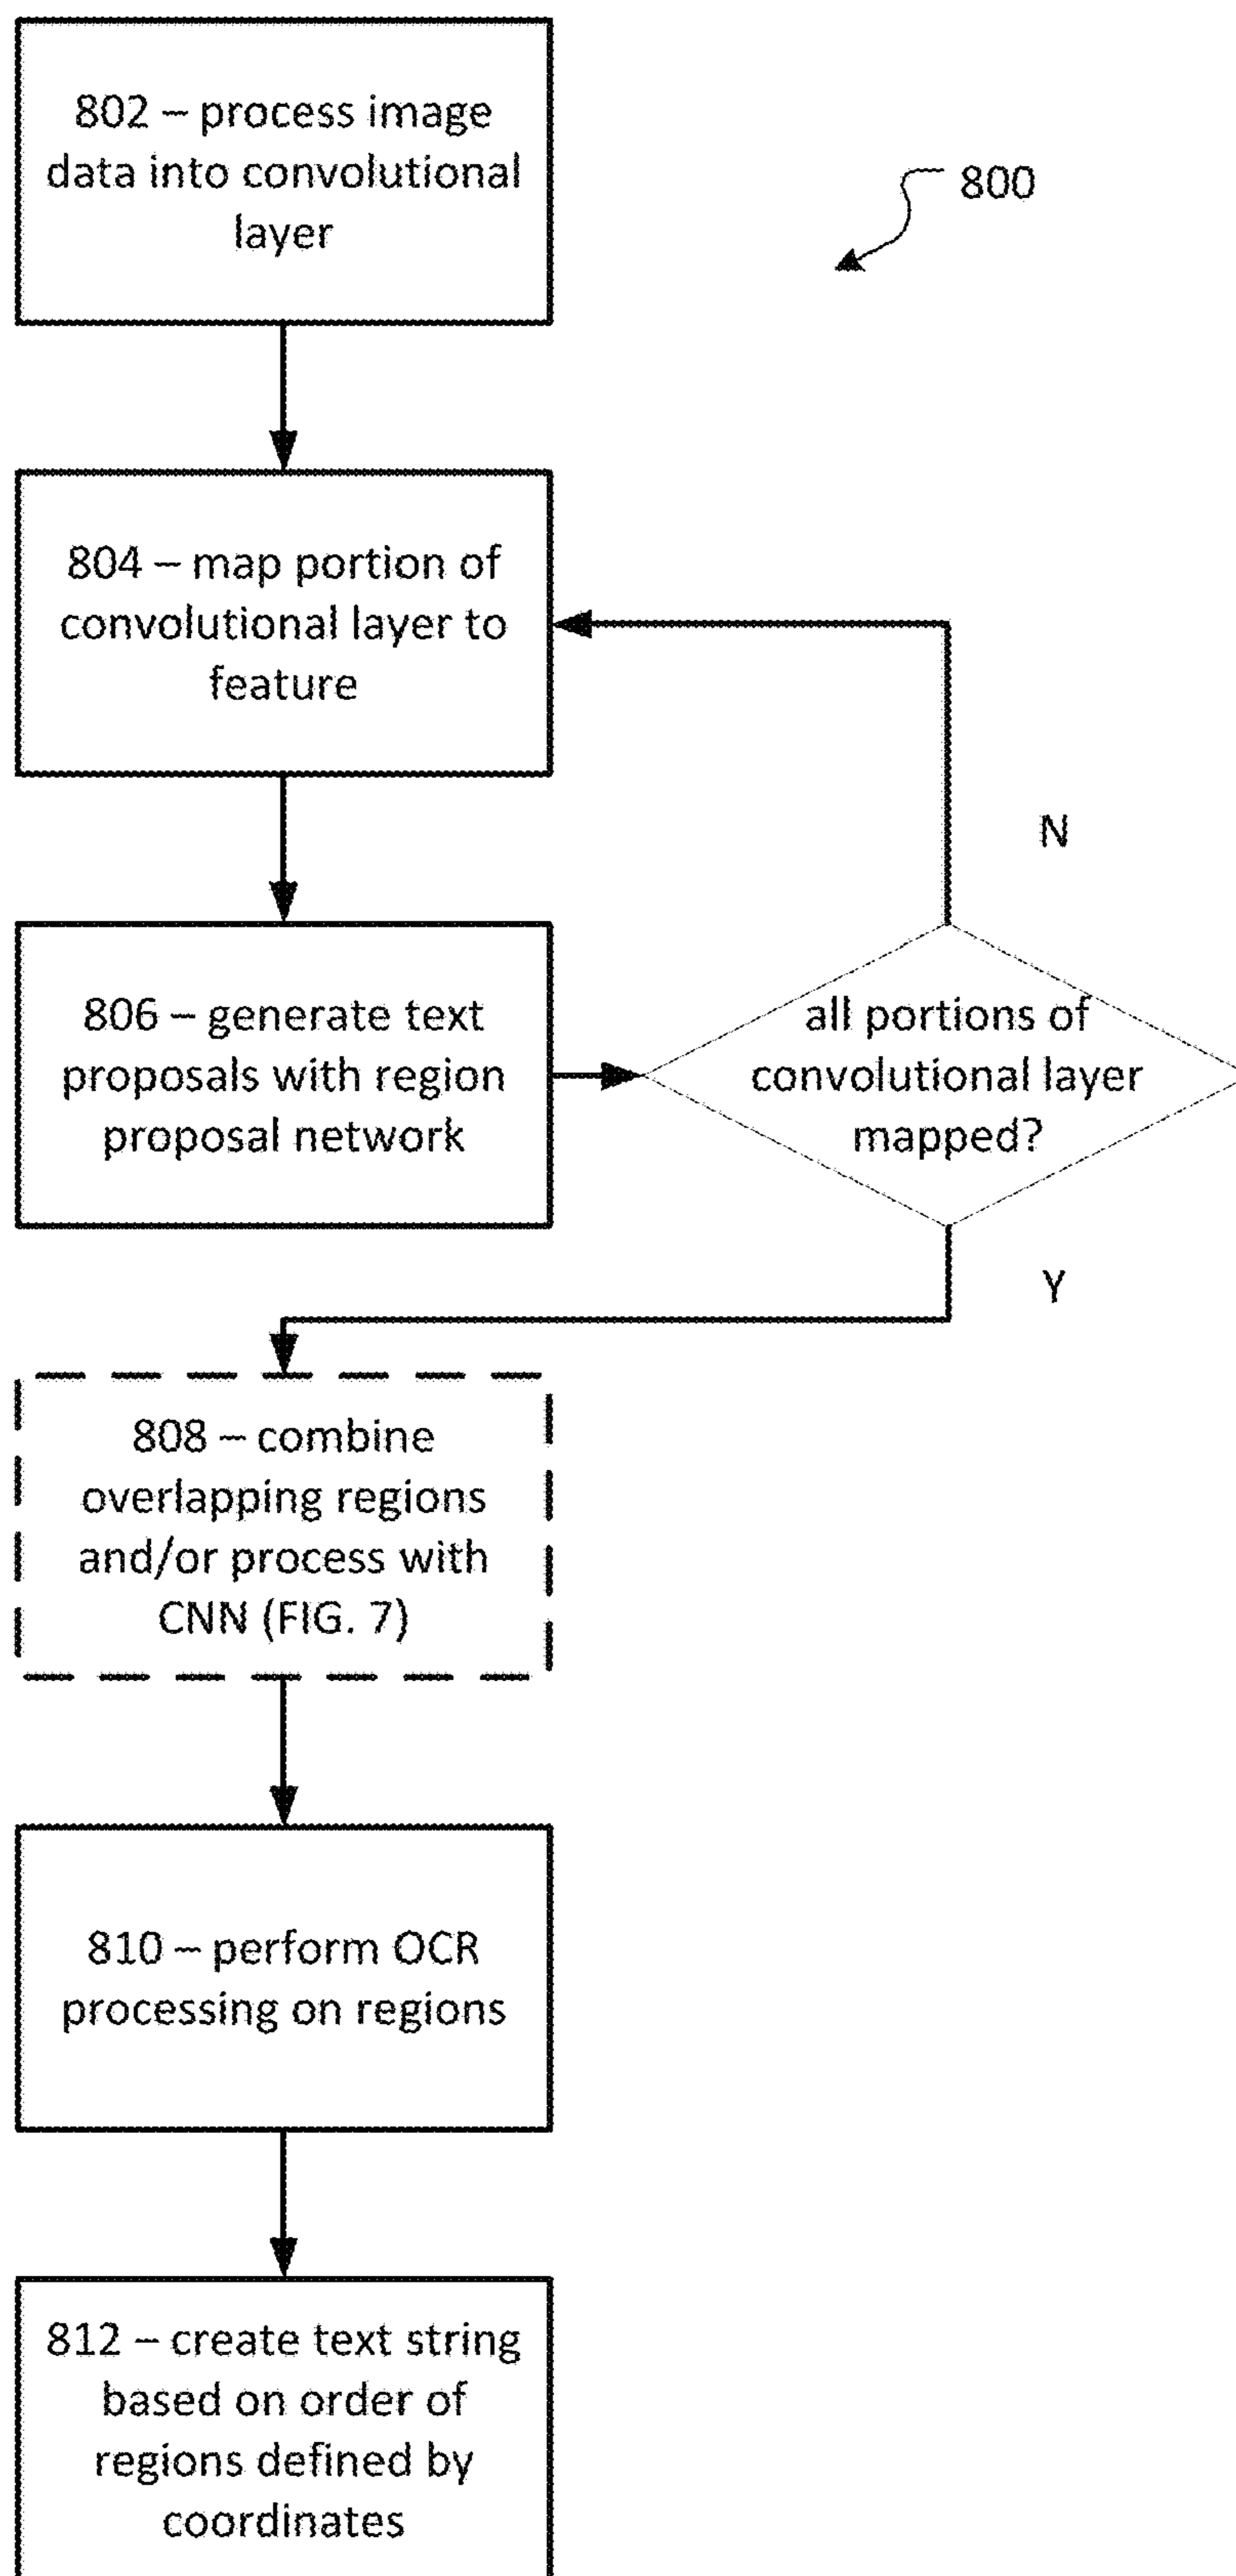 802 – process image
data into convolutional
layer
800
804 – map portion of
convolutional layer to
feature
N
806 – generate text
proposals with region
proposal network
all portions of
convolutional layer
mapped?
Y
808 – combine
overlapping regions
and/or process with
CNN (FIG. 7)
810 – perform OCR
processing on regions
812 – create text string
based on order of
regions defined by
coordinates